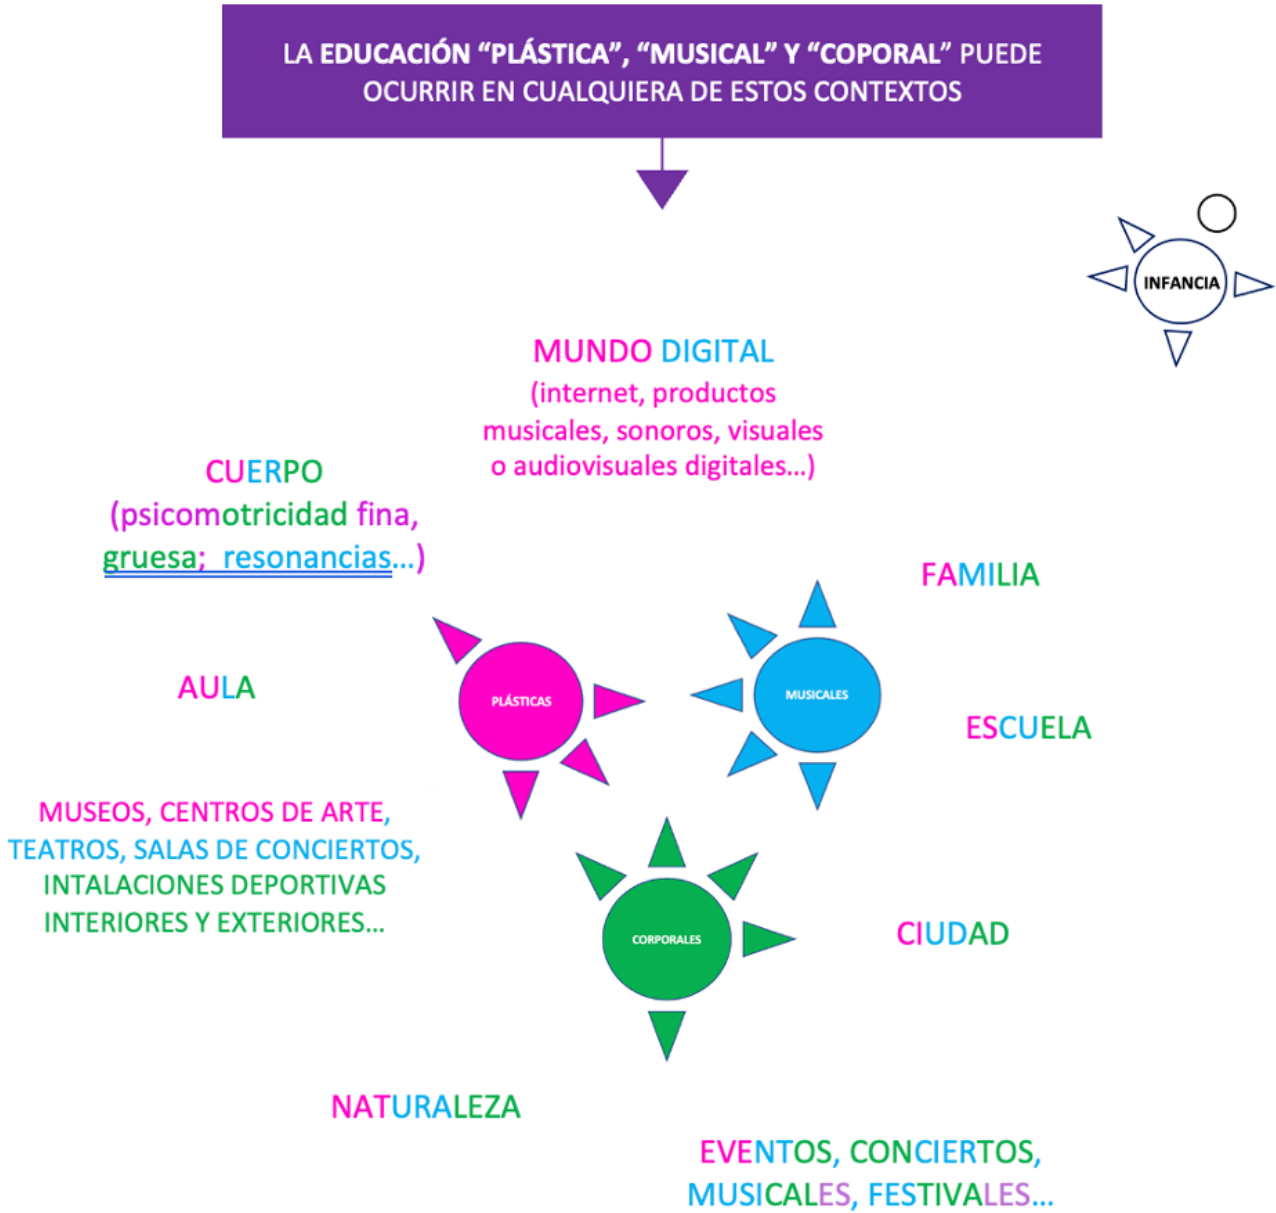 LA EDUCACIÓN “PLÁSTICA”, “MUSICAL” Y “COPORAL” PUEDE
OCURRIR EN CUALQUIERA DE ESTOS CONTEXTOS
INFANCIA
MUNDO DIGITAL
(internet, productos
musicales, sonoros, visuales
o audiovisuales digitales...)
CUERPO
(psicomotricidad fina,
gruesa; resonancias...)
FAMILIA
AULA
PLÁSTICAS
MUSICALES
ESCUELA
MUSEOS, CENTROS DE ARTE,
TEATROS, SALAS DE CONCIERTOS,
INTALACIONES DEPORTIVAS
INTERIORES Y EXTERIORES...
CORPORALES
CIUDAD
NATURALEZA
EVENTOS, CONCIERTOS,
MUSICALES, FESTIVALES...